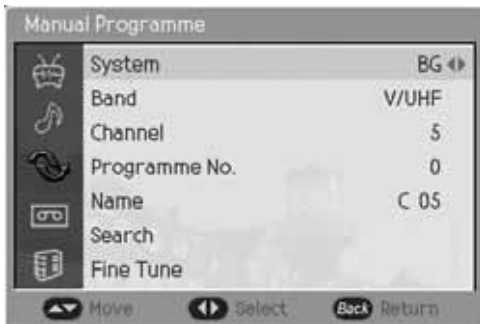 Manual Programme
System BG
Band V/UHF
Channel 5
Programme No. 0
Name C 05
Search
Fine Tune
Move Select Back Return